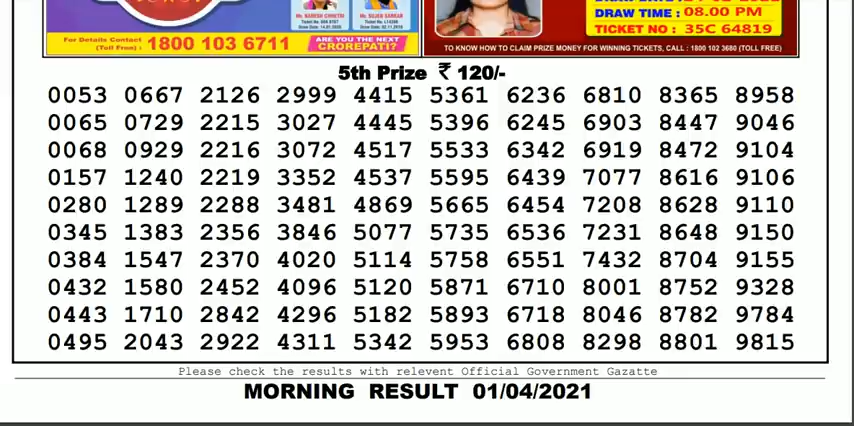 Mr. NARESH CHHETRI
Mr. SUJAN SARKAR
For Details Contact
(Toll Free) : 1800 103 6711
ARE YOU THE NEXT
CROREPATI?
DRAW TIME : 08.00 PM
TICKET NO : 35C 64819
TO KNOW HOW TO CLAIM PRIZE MONEY FOR WINNING TICKETS, CALL : 1800 102 3680 (TOLL FREE)
5th Prize ₹ 120/-
0053 0667 2126 2999 4415 5361 6236 6810 8365 8958
0065 0729 2215 3027 4445 5396 6245 6903 8447 9046
0068 0929 2216 3072 4517 5533 6342 6919 8472 9104
0157 1240 2219 3352 4537 5595 6439 7077 8616 9106
0280 1289 2288 3481 4869 5665 6454 7208 8628 9110
0345 1383 2356 3846 5077 5735 6536 7231 8648 9150
0384 1547 2370 4020 5114 5758 6551 7432 8704 9155
0432 1580 2452 4096 5120 5871 6710 8001 8752 9328
0443 1710 2842 4296 5182 5893 6718 8046 8782 9784
0495 2043 2922 4311 5342 5953 6808 8298 8801 9815
Please check the results with relevent Official Government Gazatte
MORNING RESULT 01/04/2021